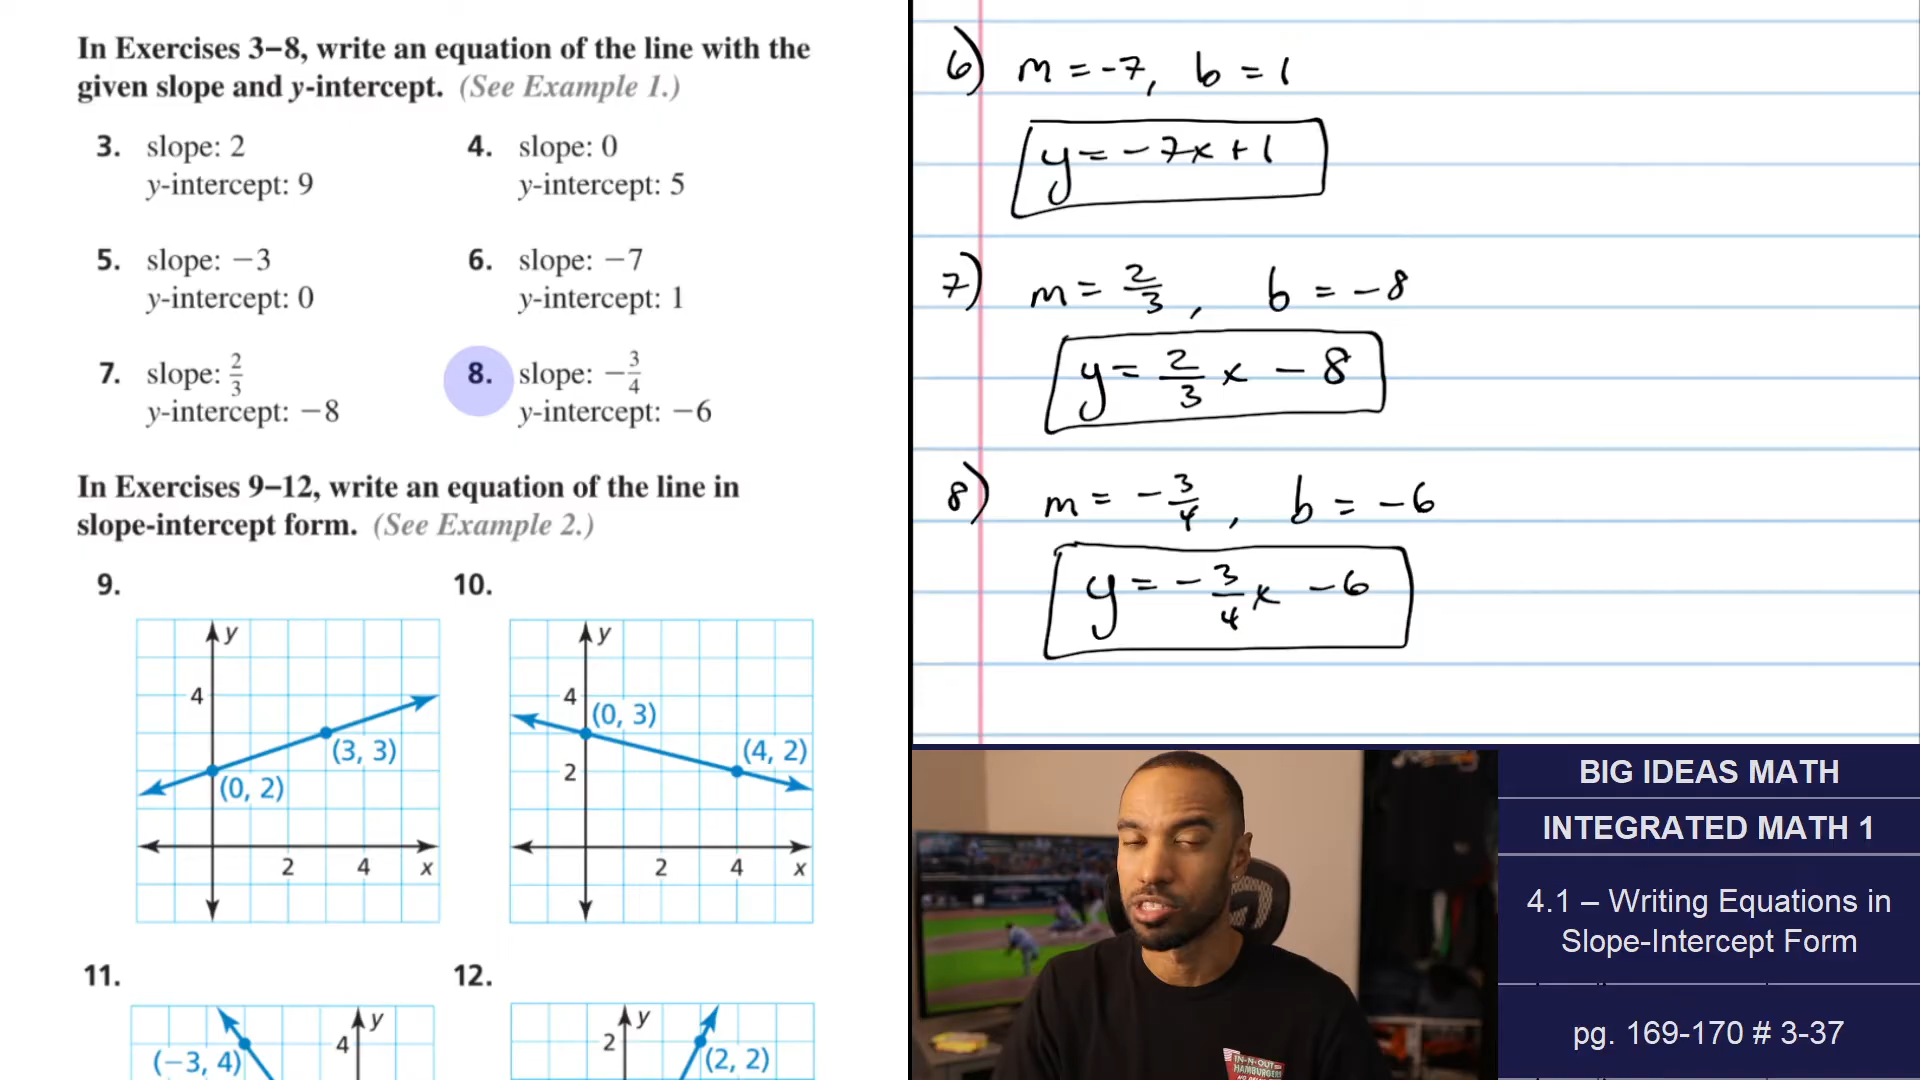 In Exercises 3–8, write an equation of the line with the
given slope and y-intercept. (See Example 1.)
3. slope: 2
y-intercept: 9
4. slope: 0
y-intercept: 5
5. slope: −3
y-intercept: 0
6. slope: −7
y-intercept: 1
7. slope: 2/3
y-intercept: −8
8. slope: −3/4
y-intercept: −6
In Exercises 9–12, write an equation of the line in
slope-intercept form. (See Example 2.)
9.
y
4
(3, 3)
(0, 2)
2 4 x
10.
y
4
(0, 3)
(4, 2)
2
2 4 x
11.
y
4
(−3, 4)
12.
y
2
(2, 2)
6) m = -7, b = 1
y = -7x + 1
7) m = 2/3, b = -8
y = 2/3 x - 8
8) m = -3/4, b = -6
y = -3/4 x - 6
IN-N-OUT
HAMBURGERS
BIG IDEAS MATH
INTEGRATED MATH 1
4.1 – Writing Equations in
Slope-Intercept Form
pg. 169-170 # 3-37